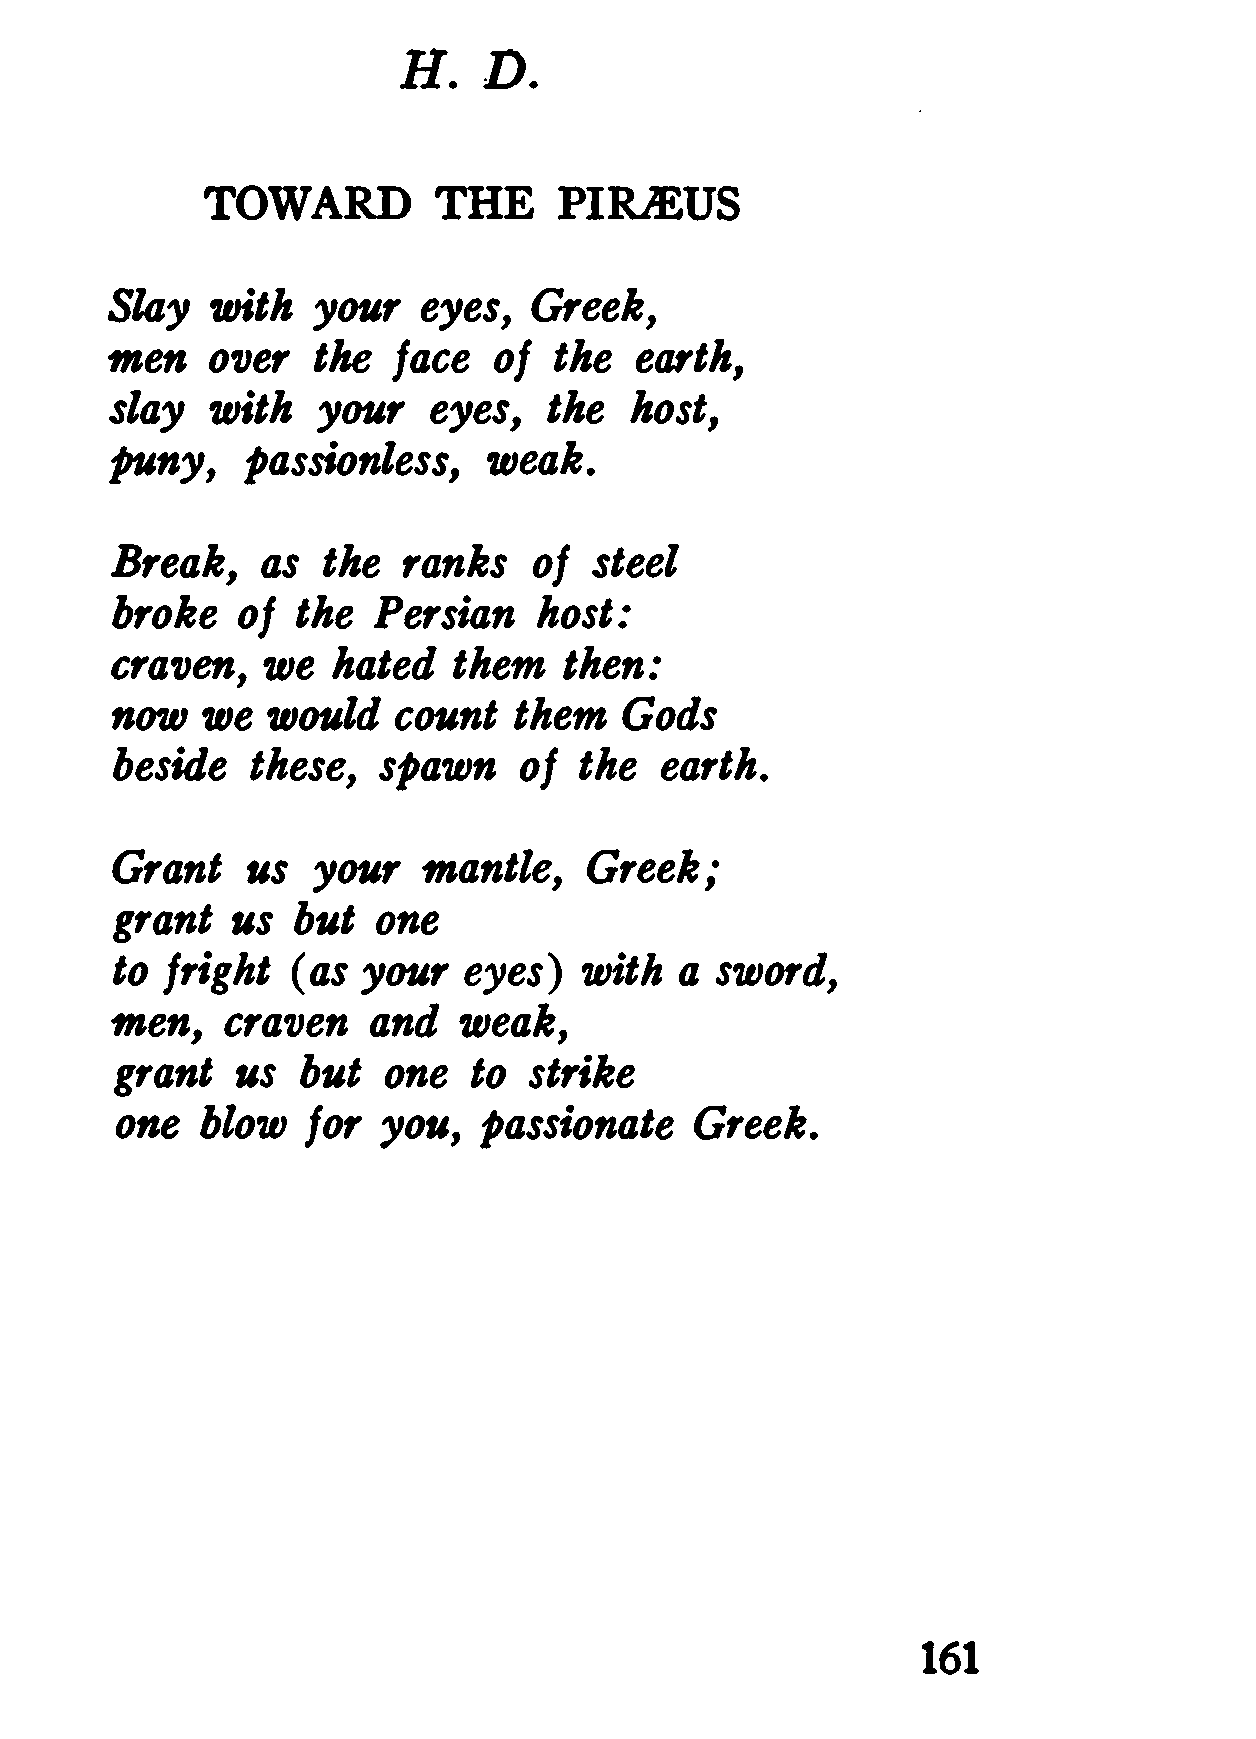 H. D.
TOWARD THE PIRÆUS
Slay with your eyes, Greek,
men over the face of the earth,
slay with your eyes, the host,
puny, passionless, weak.
Break, as the ranks of steel
broke of the Persian host:
craven, we hated them then:
now we would count them Gods
beside these, spawn of the earth.
Grant us your mantle, Greek;
grant us but one
to fright (as your eyes) with a sword,
men, craven and weak,
grant us but one to strike
one blow for you, passionate Greek.
161